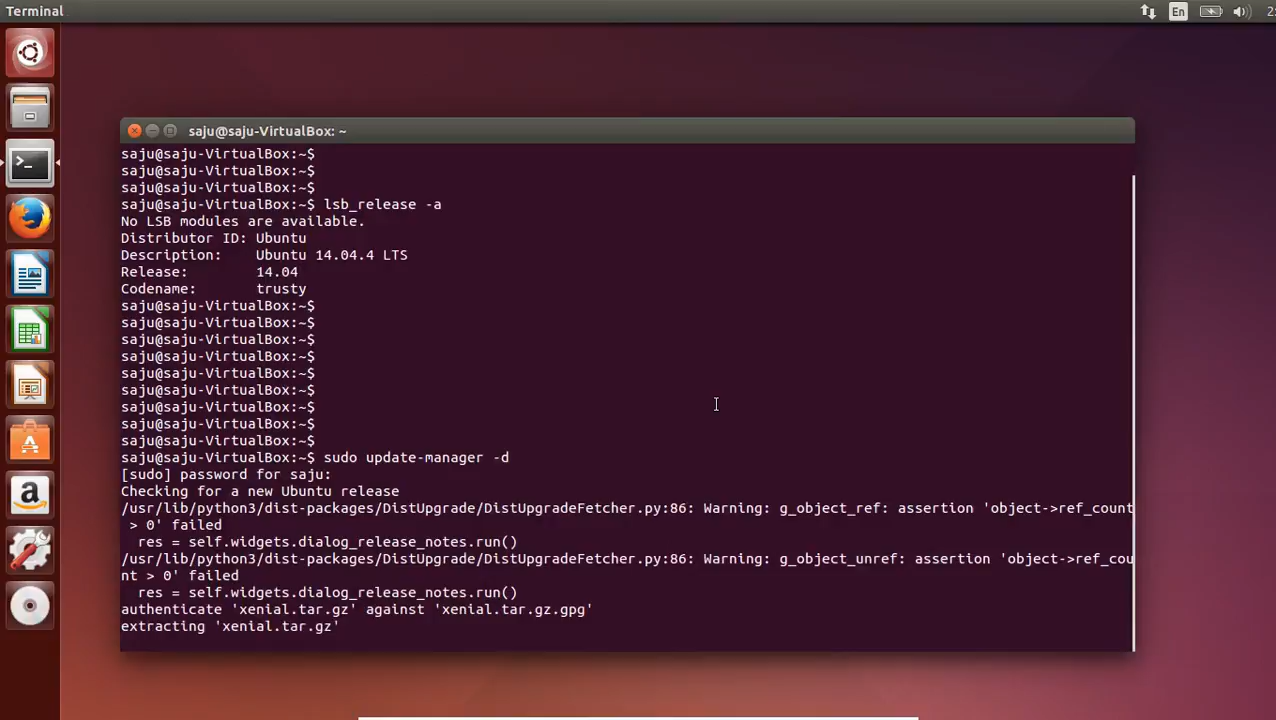 Terminal
En
saju@saju-VirtualBox: ~
saju@saju-VirtualBox:~$
saju@saju-VirtualBox:~$
saju@saju-VirtualBox:~$
saju@saju-VirtualBox:~$ lsb_release -a
No LSB modules are available.
Distributor ID: Ubuntu
Description:    Ubuntu 14.04.4 LTS
Release:        14.04
Codename:       trusty
saju@saju-VirtualBox:~$
saju@saju-VirtualBox:~$
saju@saju-VirtualBox:~$
saju@saju-VirtualBox:~$
saju@saju-VirtualBox:~$
saju@saju-VirtualBox:~$
saju@saju-VirtualBox:~$
saju@saju-VirtualBox:~$
saju@saju-VirtualBox:~$
saju@saju-VirtualBox:~$ sudo update-manager -d
[sudo] password for saju:
Checking for a new Ubuntu release
/usr/lib/python3/dist-packages/DistUpgrade/DistUpgradeFetcher.py:86: Warning: g_object_ref: assertion 'object->ref_count
 > 0' failed
  res = self.widgets.dialog_release_notes.run()
/usr/lib/python3/dist-packages/DistUpgrade/DistUpgradeFetcher.py:86: Warning: g_object_unref: assertion 'object->ref_cou
nt > 0' failed
  res = self.widgets.dialog_release_notes.run()
authenticate 'xenial.tar.gz' against 'xenial.tar.gz.gpg'
extracting 'xenial.tar.gz'